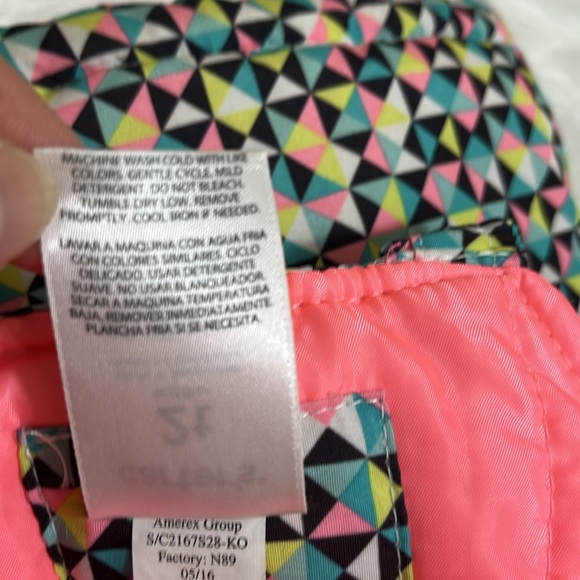 MACHINE WASH COLD WITH LIKE
COLORS. GENTLE CYCLE. MILD
DETERGENT. DO NOT BLEACH.
TUMBLE DRY LOW. REMOVE
PROMPTLY. COOL IRON IF NEEDED.
LAVAR A MAQUINA CON AGUA FRIA
CON COLORES SIMILARES. CICLO
DELICADO. USAR DETERGENTE
SUAVE. NO USAR BLANQUEADOR.
SECAR A MAQUINA TEMPERATURA
BAJA. REMOVER INMEDIATAMENTE.
PLANCHA FRIA SI SE NECESITA.
2t
carter's
Amerex Group
S/C2167S28-KO
Factory: N89
05/16